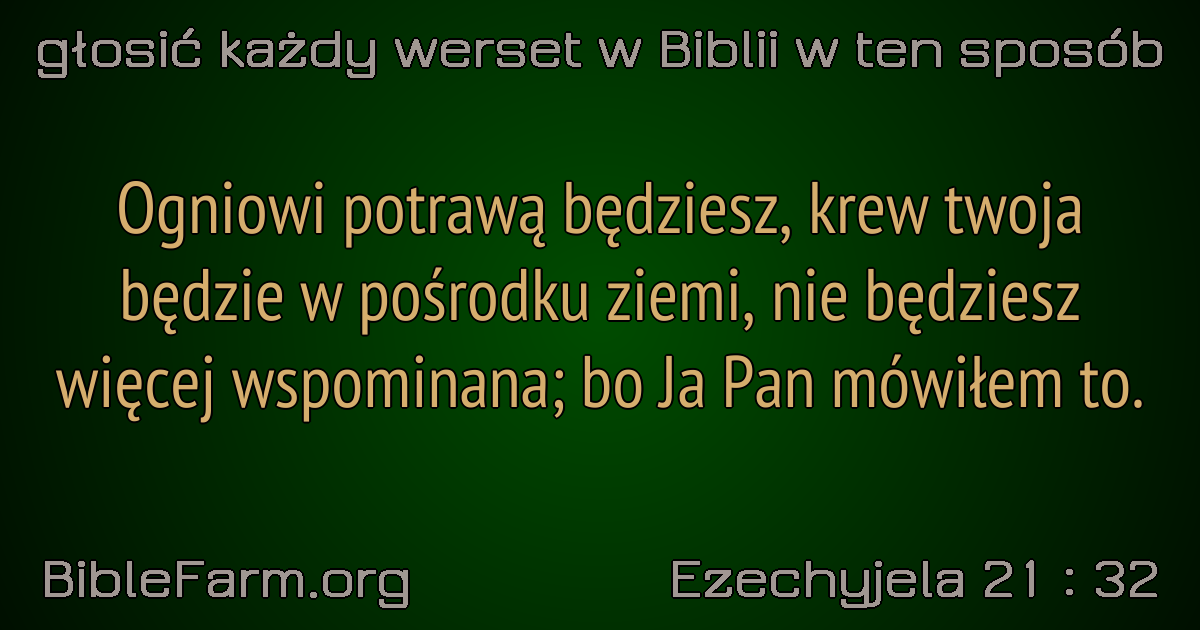 głosić każdy werset w Biblii w ten sposób
Ogniowi potrawą będziesz, krew twoja
będzie w pośrodku ziemi, nie będziesz
więcej wspominana; bo Ja Pan mówiłem to.
BibleFarm.org
Ezechyjela 21 : 32